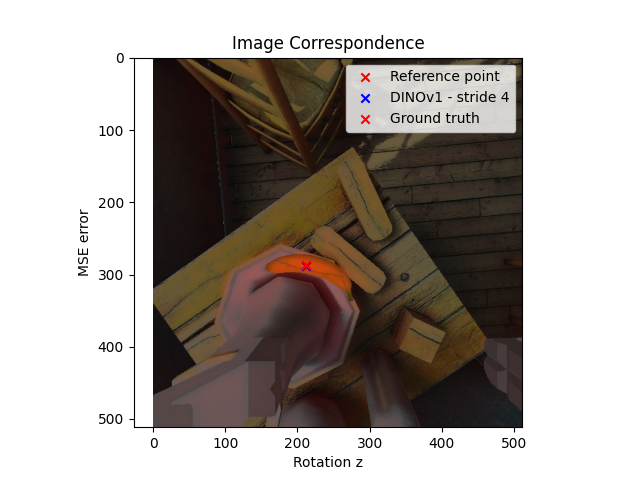 Image Correspondence
Reference point
DINOv1 - stride 4
Ground truth
0
100
200
300
400
500
MSE error
0
100
200
300
400
500
Rotation z